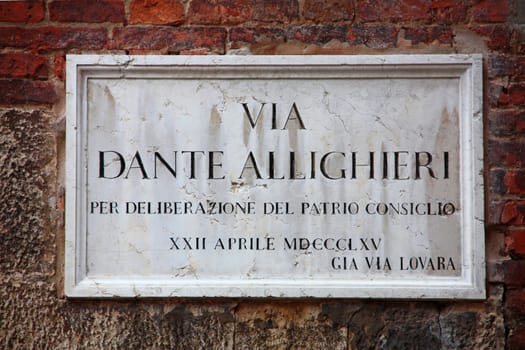 VIA
DANTE ALLIGHIERI
PER DELIBERAZIONE DEL PATRIO CONSIGLIO
XXII APRILE MDCCCLXV
GIA VIA LOVARA